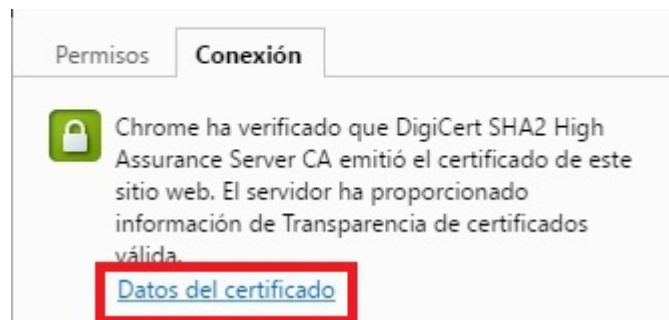 Permisos Conexión
Chrome ha verificado que DigiCert SHA2 High
Assurance Server CA emitió el certificado de este
sitio web. El servidor ha proporcionado
información de Transparencia de certificados
válida.
Datos del certificado